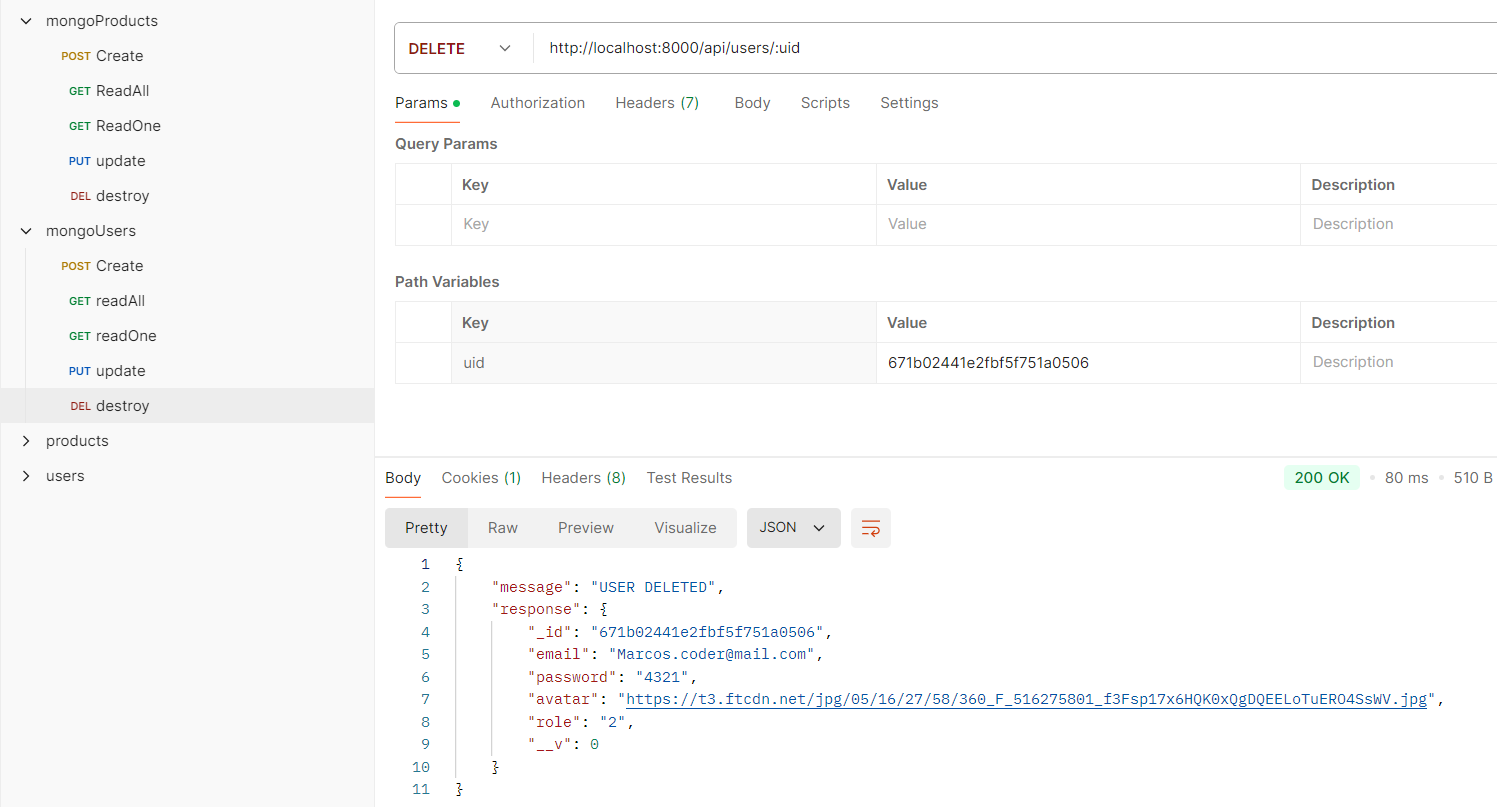 mongoProducts
POST Create
GET ReadAll
GET ReadOne
PUT update
DEL destroy
mongoUsers
POST Create
GET readAll
GET readOne
PUT update
DEL destroy
products
users
DELETE http://localhost:8000/api/users/:uid
Params Authorization Headers (7) Body Scripts Settings
Query Params
Key Value Description
Key Value Description
Path Variables
Key Value Description
uid 671b02441e2fbf5f751a0506 Description
Body Cookies (1) Headers (8) Test Results 200 OK • 80 ms • 510 B
Pretty Raw Preview Visualize JSON
1 {
2 "message": "USER DELETED",
3 "response": {
4 "_id": "671b02441e2fbf5f751a0506",
5 "email": "Marcos.coder@mail.com",
6 "password": "4321",
7 "avatar": "https://t3.ftcdn.net/jpg/05/16/27/58/360_F_516275801_f3Fsp17x6HQK0xQgDQEELoTuERO4SsWV.jpg",
8 "role": "2",
9 "__v": 0
10 }
11 }